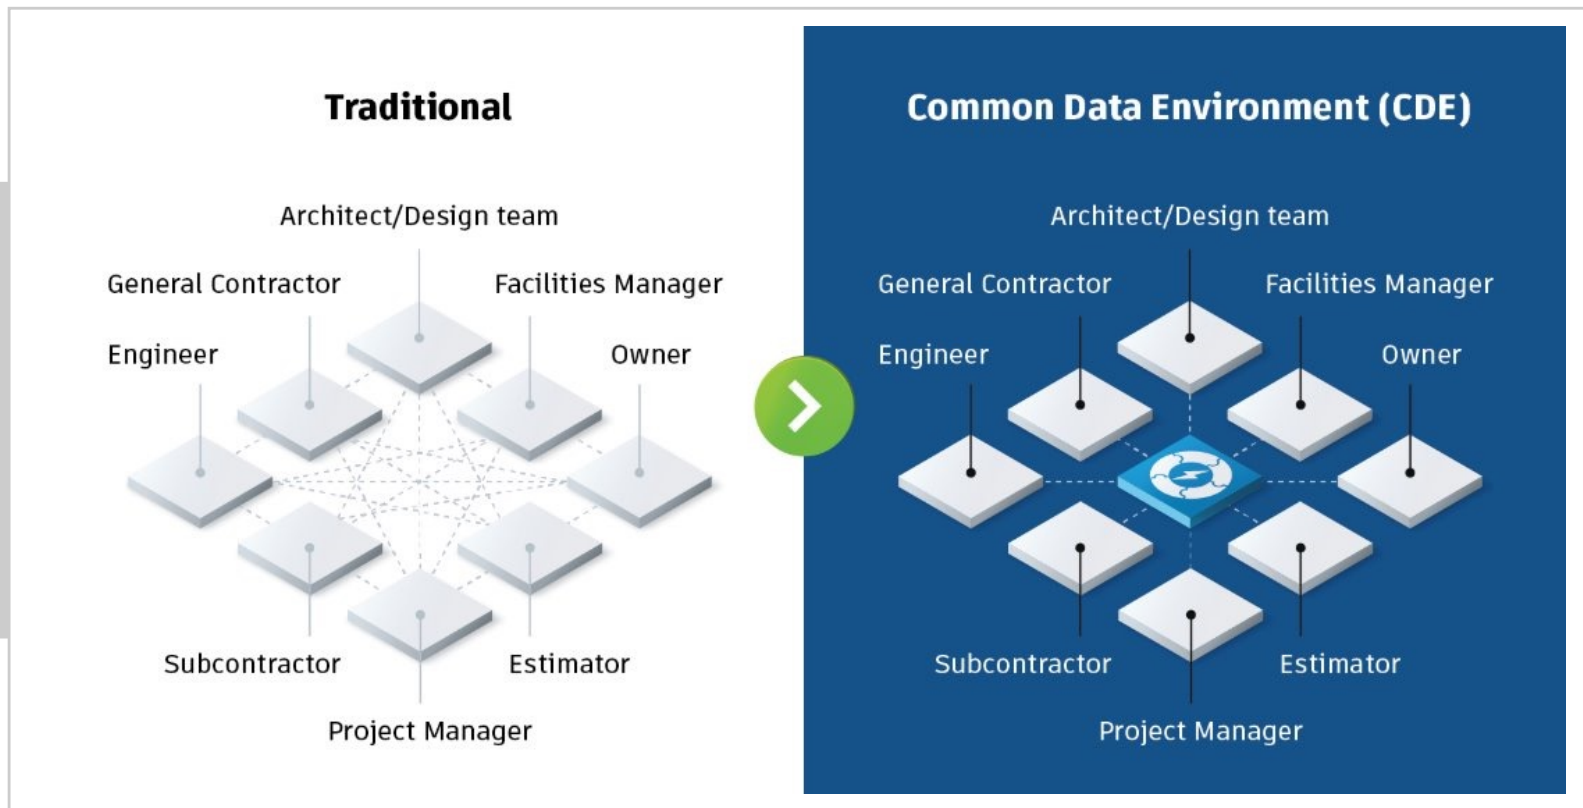 Traditional
Architect/Design team
General Contractor
Facilities Manager
Engineer
Owner
Subcontractor
Estimator
Project Manager
Common Data Environment (CDE)
Architect/Design team
General Contractor
Facilities Manager
Engineer
Owner
Subcontractor
Estimator
Project Manager